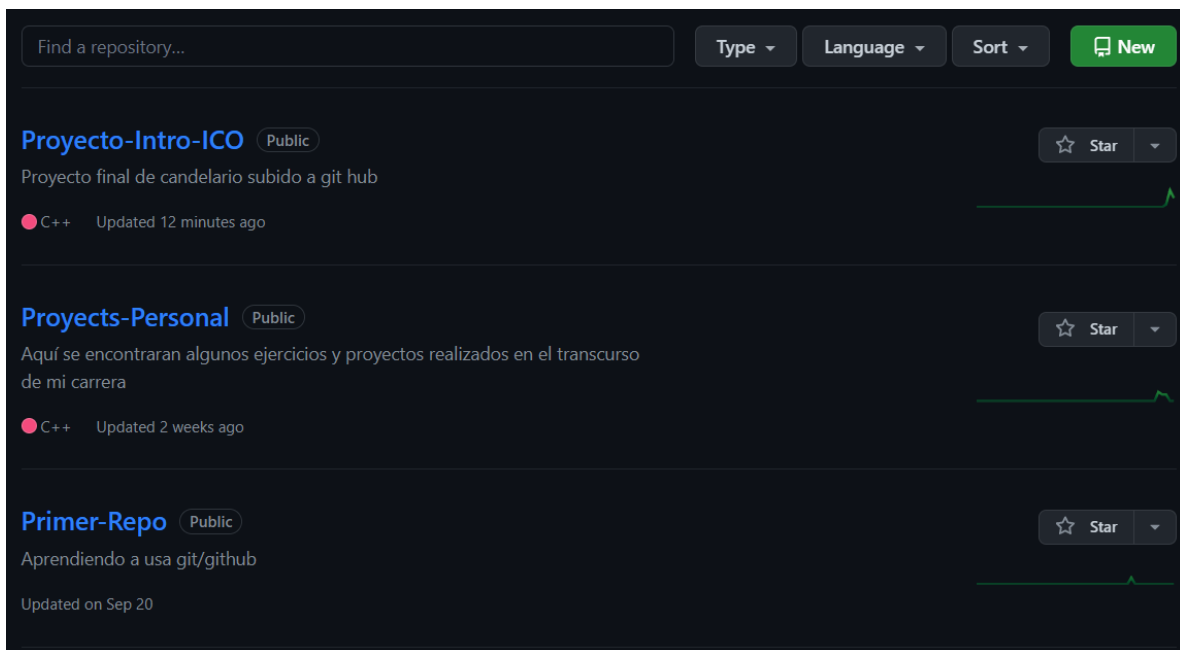 Find a repository...
Type
Language
Sort
New
Proyecto-Intro-ICO Public
Star
Proyecto final de candelario subido a git hub
C++ Updated 12 minutes ago
Proyects-Personal Public
Star
Aquí se encontraran algunos ejercicios y proyectos realizados en el transcurso
de mi carrera
C++ Updated 2 weeks ago
Primer-Repo Public
Star
Aprendiendo a usa git/github
Updated on Sep 20